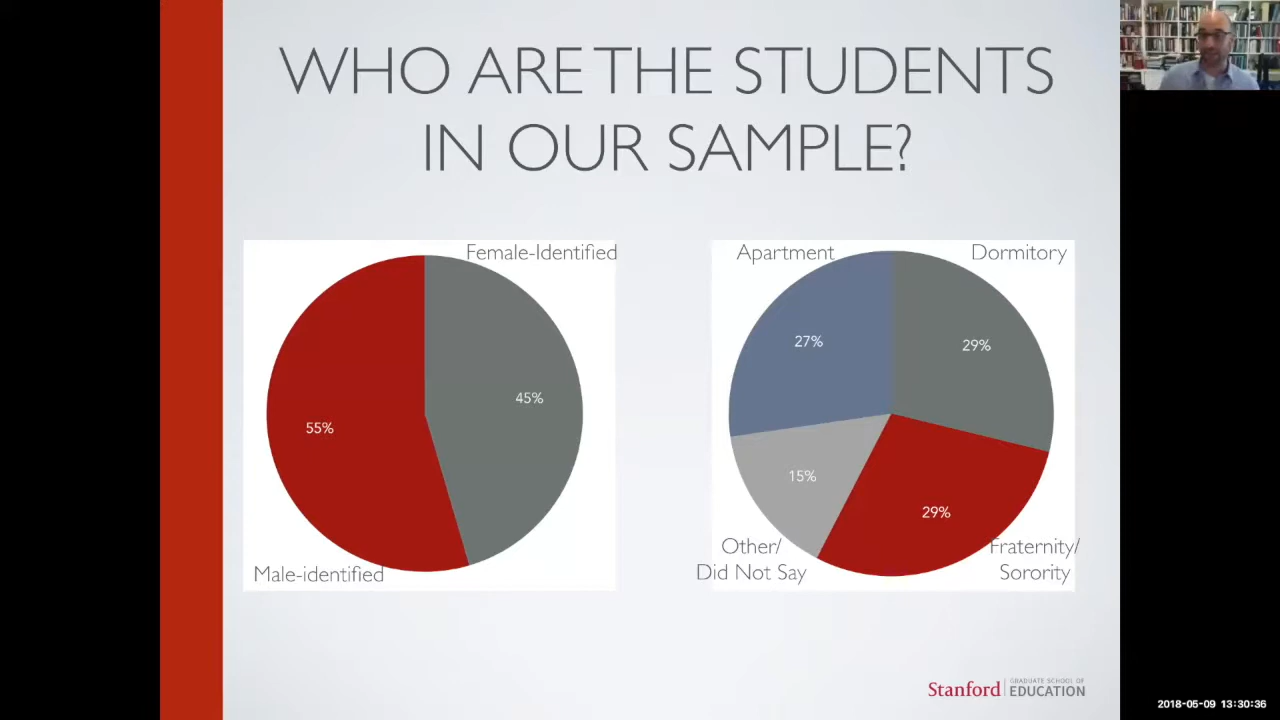 WHO ARE THE STUDENTS
IN OUR SAMPLE?
Female-Identified
45%
55%
Male-identified
Apartment
Dormitory
27%
29%
15%
29%
Other/
Did Not Say
Fraternity/
Sorority
Stanford
GRADUATE SCHOOL OF
EDUCATION
2018-05-09 13:30:36